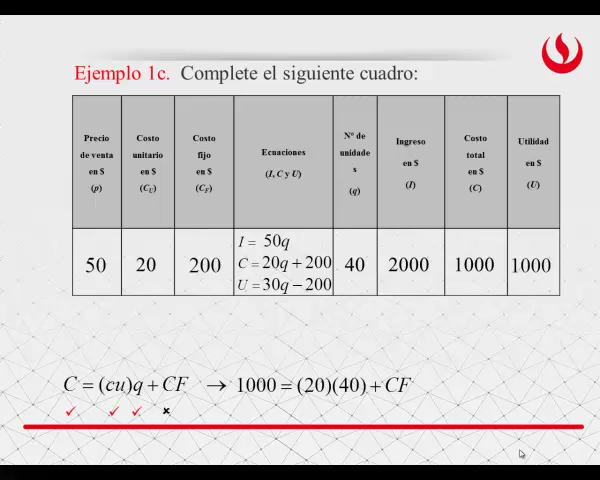 Ejemplo 1c. Complete el siguiente cuadro:
Precio de venta en $ (p)
Costo unitario en $ (C_U)
Costo fijo en $ (C_F)
Ecuaciones (I, C y U)
N° de unidade s (q)
Ingreso en $ (I)
Costo total en $ (C)
Utilidad en $ (U)
50
20
200
I = 50q
C = 20q + 200
U = 30q − 200
40
2000
1000
1000
C = (cu)q + CF → 1000 = (20)(40) + CF
✓ ✓ ✓ ×